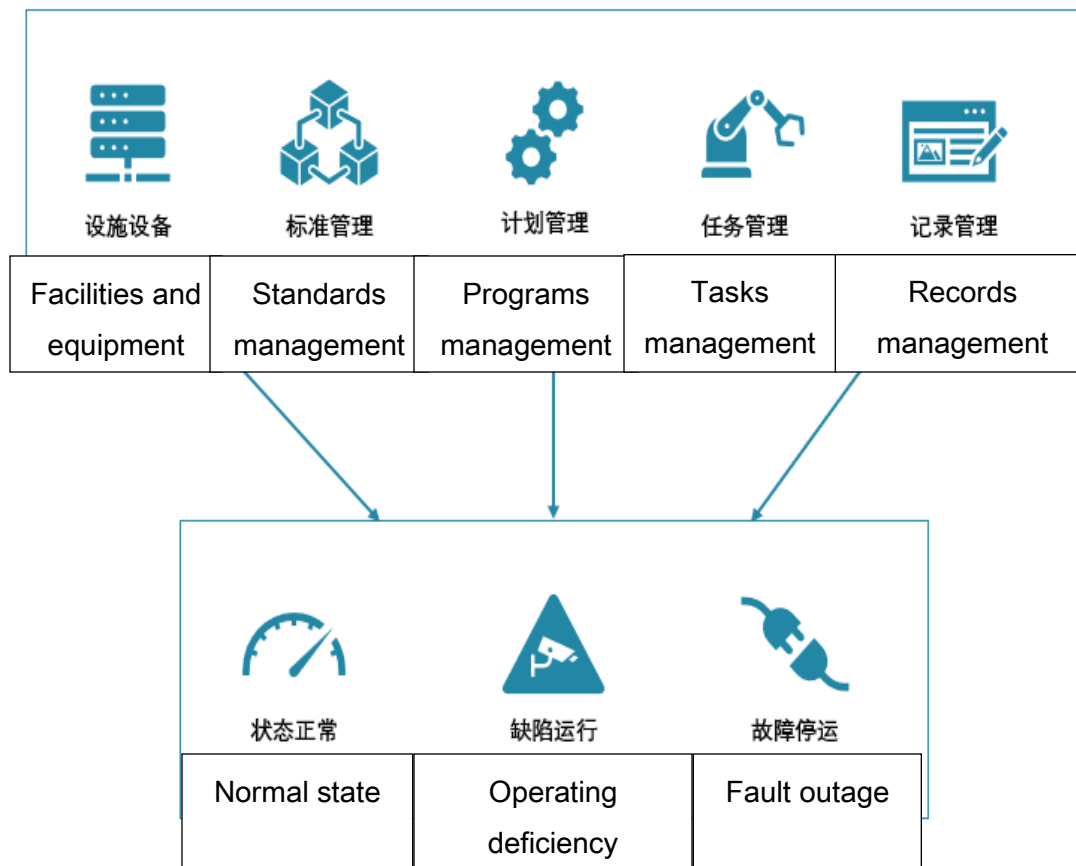 设施设备
标准管理
计划管理
任务管理
记录管理
Facilities and
equipment
Standards
management
Programs
management
Tasks
management
Records
management
状态正常
缺陷运行
故障停运
Normal state
Operating
deficiency
Fault outage